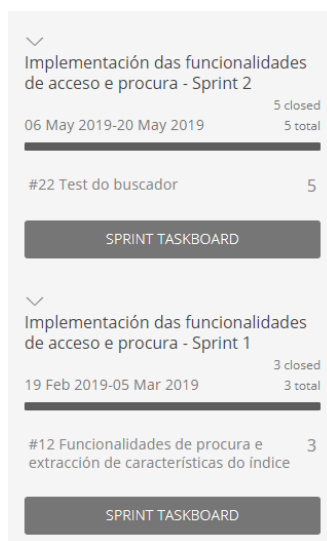 Implementación das funcionalidades
de acceso e procura - Sprint 2
5 closed
06 May 2019-20 May 2019 5 total
#22 Test do buscador 5
SPRINT TASKBOARD
Implementación das funcionalidades
de acceso e procura - Sprint 1
3 closed
19 Feb 2019-05 Mar 2019 3 total
#12 Funcionalidades de procura e 3
extracción de características do índice
SPRINT TASKBOARD